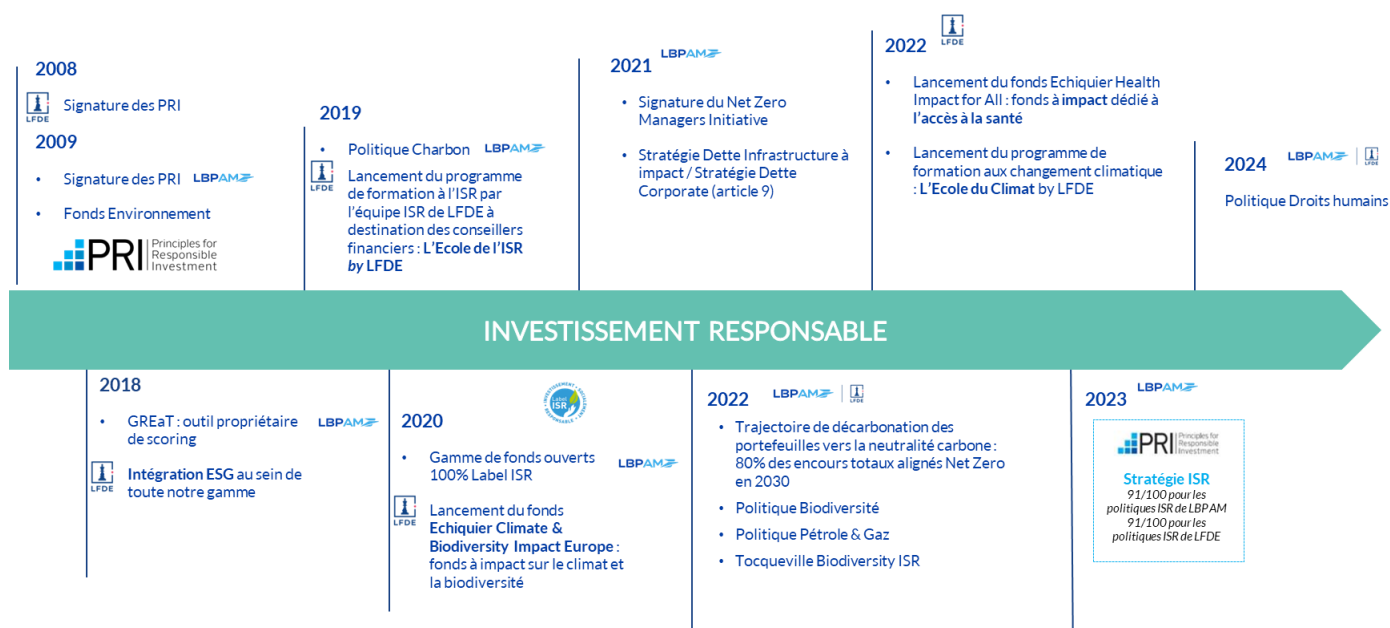 2008
LFDE
Signature des PRI
2009
• Signature des PRI LBPAM
• Fonds Environnement
PRI Principles for
Responsible
Investment
2019
• Politique Charbon LBPAM
LFDE
Lancement du programme
de formation à l'ISR par
l'équipe ISR de LFDE à
destination des conseillers
financiers : L'Ecole de l'ISR
by LFDE
LBPAM
2021
• Signature du Net Zero
Managers Initiative
• Stratégie Dette Infrastructure à
impact / Stratégie Dette
Corporate (article 9)
2022
LFDE
• Lancement du fonds Echiquier Health
Impact for All : fonds à impact dédié à
l'accès à la santé
• Lancement du programme de
formation aux changement climatique
: L'Ecole du Climat by LFDE
2024
LBPAM | LFDE
Politique Droits humains
INVESTISSEMENT RESPONSABLE
2018
• GREaT : outil propriétaire
de scoring
LBPAM
LFDE
Intégration ESG au sein de
toute notre gamme
2020
INVESTISSEMENT SOCIALEMENT RESPONSABLE
Label
ISR
• Gamme de fonds ouverts
100% Label ISR
LBPAM
LFDE
Lancement du fonds
Echiquier Climate &
Biodiversity Impact Europe :
fonds à impact sur le climat et
la biodiversité
2022
LBPAM | LFDE
• Trajectoire de décarbonation des
portefeuilles vers la neutralité carbone :
80% des encours totaux alignés Net Zero
en 2030
• Politique Biodiversité
• Politique Pétrole & Gaz
• Tocqueville Biodiversity ISR
2023
LBPAM
PRI Principles for
Responsible
Investment
Stratégie ISR
91/100 pour les
politiques ISR de LBP AM
91/100 pour les
politiques ISR de LFDE